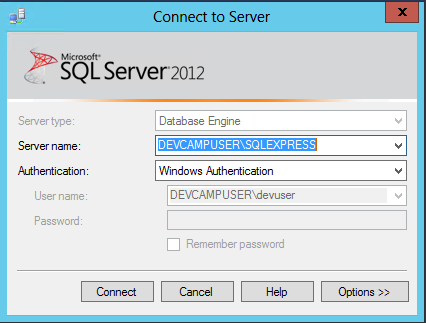 Connect to Server
x
Microsoft®
SQL Server® 2012
Server type: Database Engine
Server name: DEVCAMPUSER\SQLEXPRESS
Authentication: Windows Authentication
User name: DEVCAMPUSER\devuser
Password:
Remember password
Connect Cancel Help Options >>